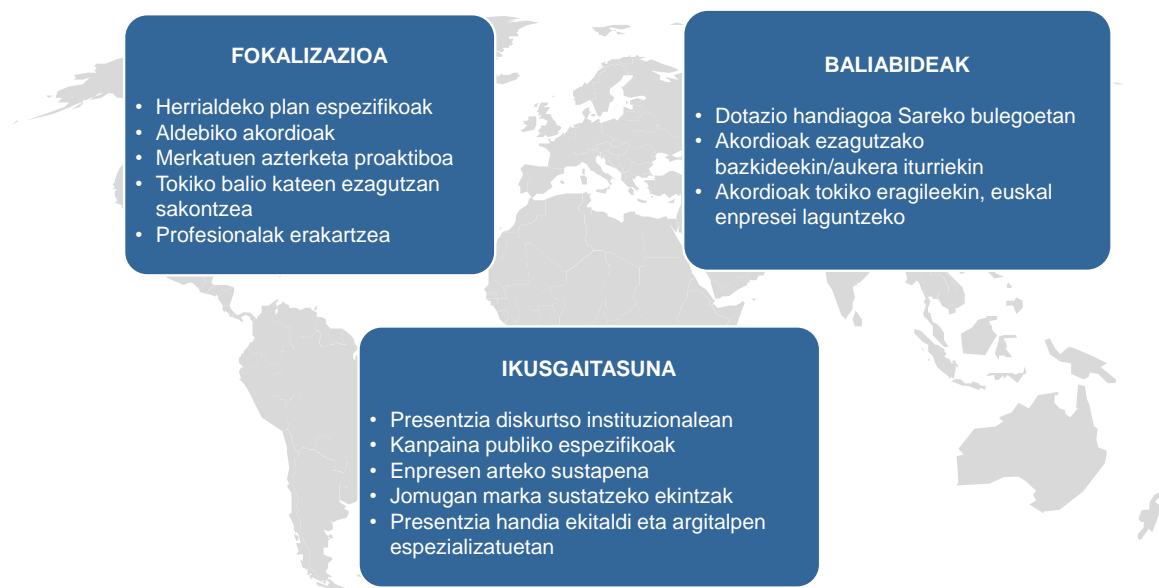 FOKALIZAZIOA
• Herrialdeko plan espezifikoak
• Aldebiko akordioak
• Merkatuen azterketa proaktiboa
• Tokiko balio kateen ezagutzan
sakontzea
• Profesionalak erakartzea
BALIABIDEAK
• Dotazio handiagoa Sareko bulegoetan
• Akordioak ezagutzako
bazkideekin/aukera iturriekin
• Akordioak tokiko eragileekin, euskal
enpresei laguntzeko
IKUSGAITASUNA
• Presentzia diskurtso instituzionalean
• Kanpaina publiko espezifikoak
• Enpresen arteko sustapena
• Jomugan marka sustatzeko ekintzak
• Presentzia handia ekitaldi eta argitalpen
espezializatuetan